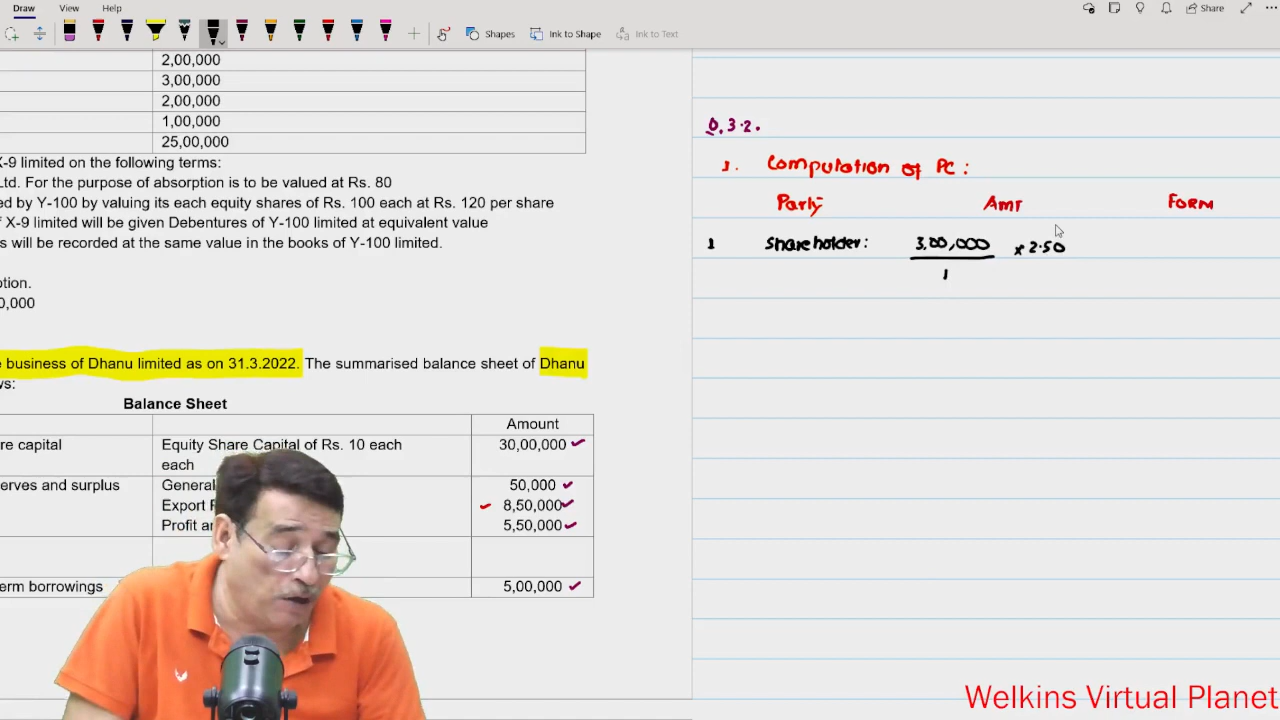 Draw View Help
Share
Shapes Ink to Shape Ink to Text
2,00,000
3,00,000
2,00,000
1,00,000
25,00,000
X-9 limited on the following terms:
Ltd. For the purpose of absorption is to be valued at Rs. 80
ed by Y-100 by valuing its each equity shares of Rs. 100 each at Rs. 120 per share
of X-9 limited will be given Debentures of Y-100 limited at equivalent value
s will be recorded at the same value in the books of Y-100 limited.
ption.
0,000
e business of Dhanu limited as on 31.3.2022. The summarised balance sheet of Dhanu
ws:
Balance Sheet
Amount
re capital Equity Share Capital of Rs. 10 each 30,00,000
each
erves and surplus General 50,000
Export 8,50,000
Profit 5,50,000
erm borrowings 5,00,000
Q.3.2.
1. Computation of PC:
Party Amt FORM
1 Shareholder: 3,00,000 × 2.50
1
Welkins Virtual Planet